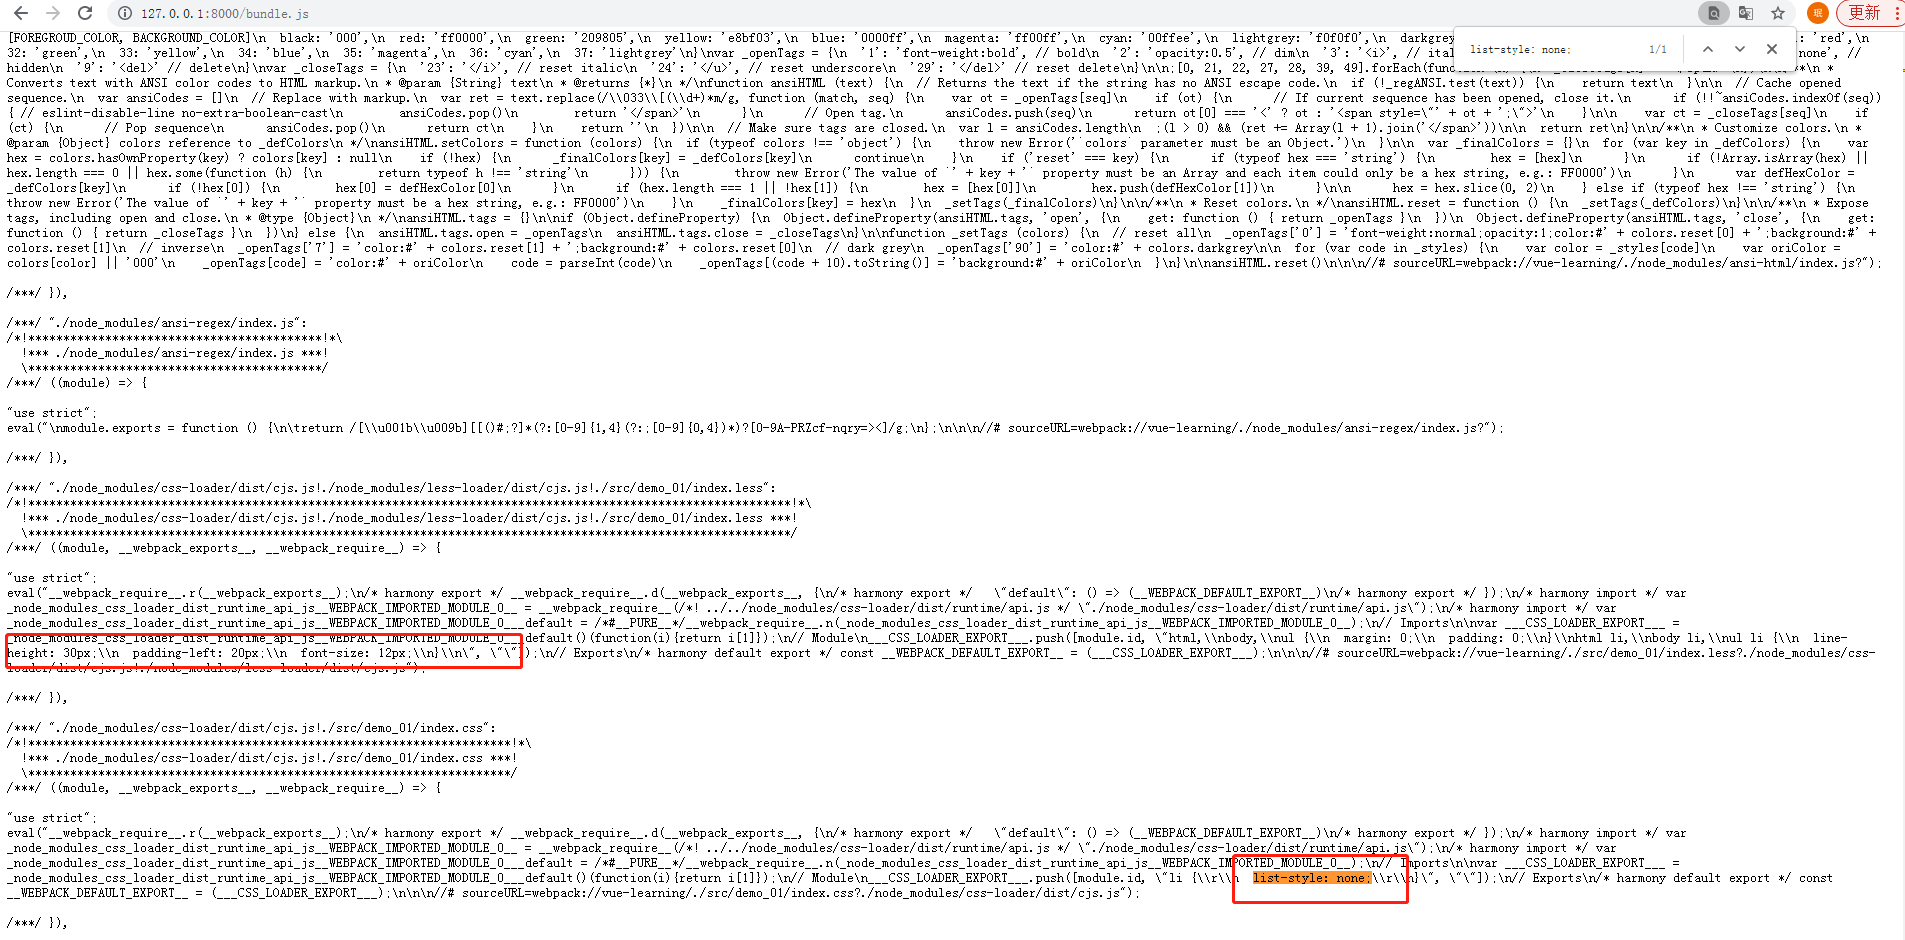 127.0.0.1:8000/bundle.js
更新
list-style: none;
1/1
[FOREGROUD_COLOR, BACKGROUND_COLOR]\n  black: '000',\n  red: 'ff0000',\n  green: '209805',\n  yellow: 'e8bf03',\n  blue: '0000ff',\n  magenta: 'ff00ff',\n  cyan: '00ffee',\n  lightgrey: 'f0f0f0',\n  darkgrey 'red',\n
32: 'green',\n  33: 'yellow',\n  34: 'blue',\n  35: 'magenta',\n  36: 'cyan',\n  37: 'lightgrey'\n}\nvar _openTags = {\n  '1': 'font-weight:bold', // bold\n  '2': 'opacity:0.5', // dim\n  '3': '<i>', // ital none', //
hidden\n  '9': '<del>' // delete\n}\nvar _closeTags = {\n  '23': '</i>', // reset italic\n  '24': '</u>', // reset underscore\n  '29': '</del>' // reset delete\n}\n\n;[0, 21, 22, 27, 28, 39, 49].forEach(function **\n *
Converts text with ANSI color codes to HTML markup.\n * @param {String} text\n * @returns {*}\n */\nfunction ansiHTML (text) {\n  // Returns the text if the string has no ANSI escape code.\n  if (!_regANSI.test(text)) {\n    return text\n  }\n\n  // Cache opened
sequence.\n  var ansiCodes = []\n  // Replace with markup.\n  var ret = text.replace(/\\033\\[(\\d+)*m/g, function (match, seq) {\n    var ot = _openTags[seq]\n    if (ot) {\n      // If current sequence has been opened, close it.\n      if (!!~ansiCodes.indexOf(seq))
{ // eslint-disable-line no-extra-boolean-cast\n        ansiCodes.pop()\n        return '</span>'\n      }\n      // Open tag.\n      ansiCodes.push(seq)\n      return ot[0] === '<' ? ot : '<span style=\"' + ot + ';\">'\n    }\n\n    var ct = _closeTags[seq]\n    if
(ct) {\n      // Pop sequence\n      ansiCodes.pop()\n      return ct\n    }\n    return ''\n  })\n\n  // Make sure tags are closed.\n  var l = ansiCodes.length\n  ;(l > 0) && (ret += Array(l + 1).join('</span>'))\n\n  return ret\n}\n\n/**\n * Customize colors.\n *
@param {Object} colors reference to _defColors\n */\nansiHTML.setColors = function (colors) {\n  if (typeof colors !== 'object') {\n    throw new Error('`colors` parameter must be an Object.')\n  }\n\n  var _finalColors = {}\n  for (var key in _defColors) {\n    var
hex = colors.hasOwnProperty(key) ? colors[key] : null\n    if (!hex) {\n      _finalColors[key] = _defColors[key]\n      continue\n    }\n    if ('reset' === key) {\n      if (typeof hex === 'string') {\n        hex = [hex]\n      }\n      if (!Array.isArray(hex) ||
hex.length === 0 || hex.some(function (h) {\n        return typeof h !== 'string'\n      })) {\n        throw new Error('The value of `' + key + '` property must be an Array and each item could only be a hex string, e.g.: FF0000')\n      }\n      var defHexColor =
_defColors[key]\n      if (!hex[0]) {\n        hex[0] = defHexColor[0]\n      }\n      if (hex.length === 1 || !hex[1]) {\n        hex = [hex[0]]\n        hex.push(defHexColor[1])\n      }\n\n      hex = hex.slice(0, 2)\n    } else if (typeof hex !== 'string') {\n
throw new Error('The value of `' + key + '` property must be a hex string, e.g.: FF0000')\n    }\n    _finalColors[key] = hex\n  }\n  _setTags(_finalColors)\n}\n\n/**\n * Reset colors.\n */\nansiHTML.reset = function () {\n  _setTags(_defColors)\n}\n\n/**\n * Expose
tags, including open and close.\n * @type {Object}\n */\nansiHTML.tags = {}\n\nif (Object.defineProperty) {\n  Object.defineProperty(ansiHTML.tags, 'open', {\n    get: function () { return _openTags }\n  })\n  Object.defineProperty(ansiHTML.tags, 'close', {\n    get:
function () { return _closeTags }\n  })\n} else {\n  ansiHTML.tags.open = _openTags\n  ansiHTML.tags.close = _closeTags\n}\n\nfunction _setTags (colors) {\n  // reset all\n  _openTags['0'] = 'font-weight:normal;opacity:1;color:#' + colors.reset[0] + ';background:#' +
colors.reset[1]\n  // inverse\n  _openTags['7'] = 'color:#' + colors.reset[1] + ';background:#' + colors.reset[0]\n  // dark grey\n  _openTags['90'] = 'color:#' + colors.darkgrey\n\n  for (var code in _styles) {\n    var color = _styles[code]\n    var oriColor =
colors[color] || '000'\n    _openTags[code] = 'color:#' + oriColor\n    code = parseInt(code)\n    _openTags[(code + 10).toString()] = 'background:#' + oriColor\n  }\n}\n\nansiHTML.reset()\n\n\n//# sourceURL=webpack://vue-learning/./node_modules/ansi-html/index.js?");
/***/ }),
/***/ "./node_modules/ansi-regex/index.js":
/*!******************************************!*\
!*** ./node_modules/ansi-regex/index.js ***!
\******************************************/
/***/ ((module) => {
"use strict";
eval("\nmodule.exports = function () {\n\treturn /[\\u001b\\u009b][[()#;?]*(?:[0-9]{1,4}(?:;[0-9]{0,4})*)?[0-9A-PRZcf-nqry=><]/g;\n};\n\n\n//# sourceURL=webpack://vue-learning/./node_modules/ansi-regex/index.js?");
/***/ }),
/***/ "./node_modules/css-loader/dist/cjs.js!./node_modules/less-loader/dist/cjs.js!./src/demo_01/index.less":
/*!*************************************************************************************************************!*\
!*** ./node_modules/css-loader/dist/cjs.js!./node_modules/less-loader/dist/cjs.js!./src/demo_01/index.less ***!
\*************************************************************************************************************/
/***/ ((module, __webpack_exports__, __webpack_require__) => {
"use strict";
eval("__webpack_require__.r(__webpack_exports__);\n/* harmony export */ __webpack_require__.d(__webpack_exports__, {\n/* harmony export */   \"default\": () => (__WEBPACK_DEFAULT_EXPORT__)\n/* harmony export */ });\n/* harmony import */ var
_node_modules_css_loader_dist_runtime_api_js__WEBPACK_IMPORTED_MODULE_0__ = __webpack_require__(/*! ../../node_modules/css-loader/dist/runtime/api.js */ \"./node_modules/css-loader/dist/runtime/api.js\");\n/* harmony import */ var
_node_modules_css_loader_dist_runtime_api_js__WEBPACK_IMPORTED_MODULE_0___default = /*#__PURE__*/__webpack_require__.n(_node_modules_css_loader_dist_runtime_api_js__WEBPACK_IMPORTED_MODULE_0__);\n// Imports\n\nvar ___CSS_LOADER_EXPORT___ =
_node_modules_css_loader_dist_runtime_api_js__WEBPACK_IMPORTED_MODULE_0___default()(function(i){return i[1]});\n// Module\n___CSS_LOADER_EXPORT___.push([module.id, \"html,\\nbody,\\nul {\\n  margin: 0;\\n  padding: 0;\\n}\\nhtml li,\\nbody li,\\nul li {\\n  line-
height: 30px;\\n  padding-left: 20px;\\n  font-size: 12px;\\n}\\n\", \"\"]);\n// Exports\n/* harmony default export */ const __WEBPACK_DEFAULT_EXPORT__ = (___CSS_LOADER_EXPORT___);\n\n\n//# sourceURL=webpack://vue-learning/./src/demo_01/index.less?./node_modules/css-
loader/dist/cjs.js!./node_modules/less-loader/dist/cjs.js");
/***/ }),
/***/ "./node_modules/css-loader/dist/cjs.js!./src/demo_01/index.css":
/*!*********************************************************************!*\
!*** ./node_modules/css-loader/dist/cjs.js!./src/demo_01/index.css ***!
\*********************************************************************/
/***/ ((module, __webpack_exports__, __webpack_require__) => {
"use strict";
eval("__webpack_require__.r(__webpack_exports__);\n/* harmony export */ __webpack_require__.d(__webpack_exports__, {\n/* harmony export */   \"default\": () => (__WEBPACK_DEFAULT_EXPORT__)\n/* harmony export */ });\n/* harmony import */ var
_node_modules_css_loader_dist_runtime_api_js__WEBPACK_IMPORTED_MODULE_0__ = __webpack_require__(/*! ../../node_modules/css-loader/dist/runtime/api.js */ \"./node_modules/css-loader/dist/runtime/api.js\");\n/* harmony import */ var
_node_modules_css_loader_dist_runtime_api_js__WEBPACK_IMPORTED_MODULE_0___default = /*#__PURE__*/__webpack_require__.n(_node_modules_css_loader_dist_runtime_api_js__WEBPACK_IMPORTED_MODULE_0__);\n// Imports\n\nvar ___CSS_LOADER_EXPORT___ =
_node_modules_css_loader_dist_runtime_api_js__WEBPACK_IMPORTED_MODULE_0___default()(function(i){return i[1]});\n// Module\n___CSS_LOADER_EXPORT___.push([module.id, \"li {\\r\\n  list-style: none;\\r\\n}\", \"\"]);\n// Exports\n/* harmony default export */ const
__WEBPACK_DEFAULT_EXPORT__ = (___CSS_LOADER_EXPORT___);\n\n\n//# sourceURL=webpack://vue-learning/./src/demo_01/index.css?./node_modules/css-loader/dist/cjs.js");
/***/ }),